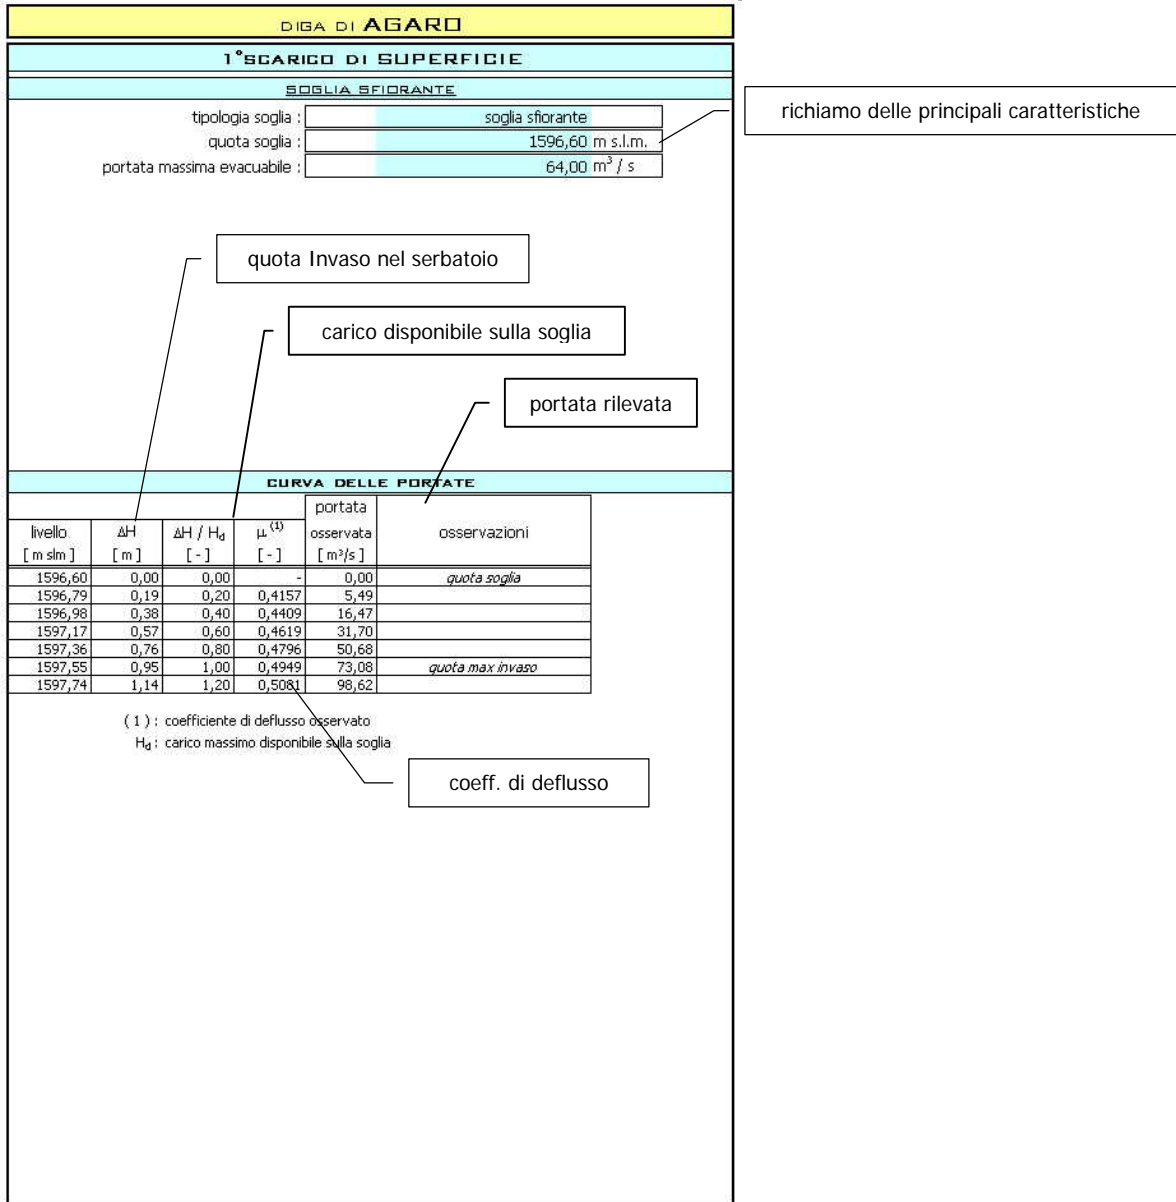 DIGA DI AGARO
1°SCARICO DI SUPERFICIE
SOGLIA SFIORANTE
tipologia soglia : soglia sfiorante
quota soglia : 1596,60 m s.l.m.
portata massima evacuabile : 64,00 m³ / s
richiamo delle principali caratteristiche
quota Invaso nel serbatoio
carico disponibile sulla soglia
portata rilevata
CURVA DELLE PORTATE
portata
livello ΔH ΔH / Hd μ (1) osservata osservazioni
[ m slm ] [ m ] [ - ] [ - ] [ m³/s ]
1596,60 0,00 0,00 - 0,00 quota soglia
1596,79 0,19 0,20 0,4157 5,49
1596,98 0,38 0,40 0,4409 16,47
1597,17 0,57 0,60 0,4619 31,70
1597,36 0,76 0,80 0,4796 50,68
1597,55 0,95 1,00 0,4949 73,08 quota max invaso
1597,74 1,14 1,20 0,5081 98,62
( 1 ) : coefficiente di deflusso osservato
Hd : carico massimo disponibile sulla soglia
coeff. di deflusso